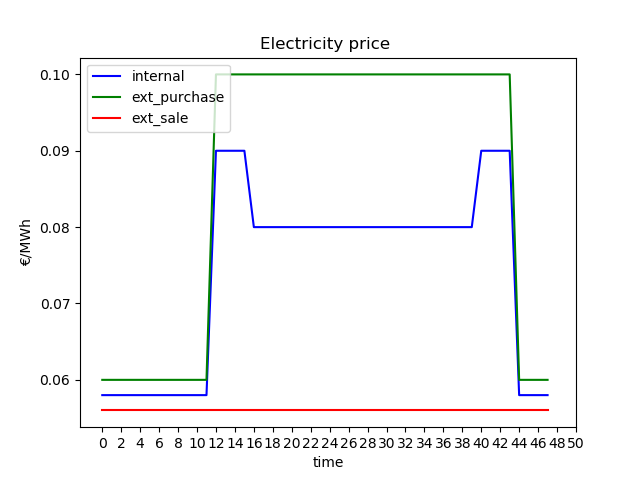 Electricity price
internal
ext_purchase
ext_sale
€/MWh
0.10
0.09
0.08
0.07
0.06
0 2 4 6 8 10 12 14 16 18 20 22 24 26 28 30 32 34 36 38 40 42 44 46 48 50
time